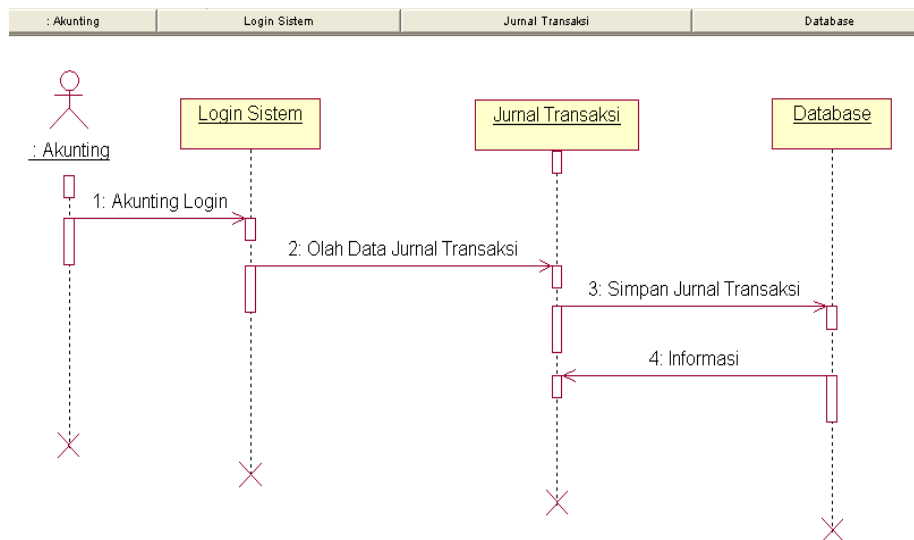 : Akunting
Login Sistem
Jurnal Transaksi
Database
Login Sistem
Jurnal Transaksi
Database
: Akunting
1: Akunting Login
2: Olah Data Jurnal Transaksi
3: Simpan Jurnal Transaksi
4: Informasi